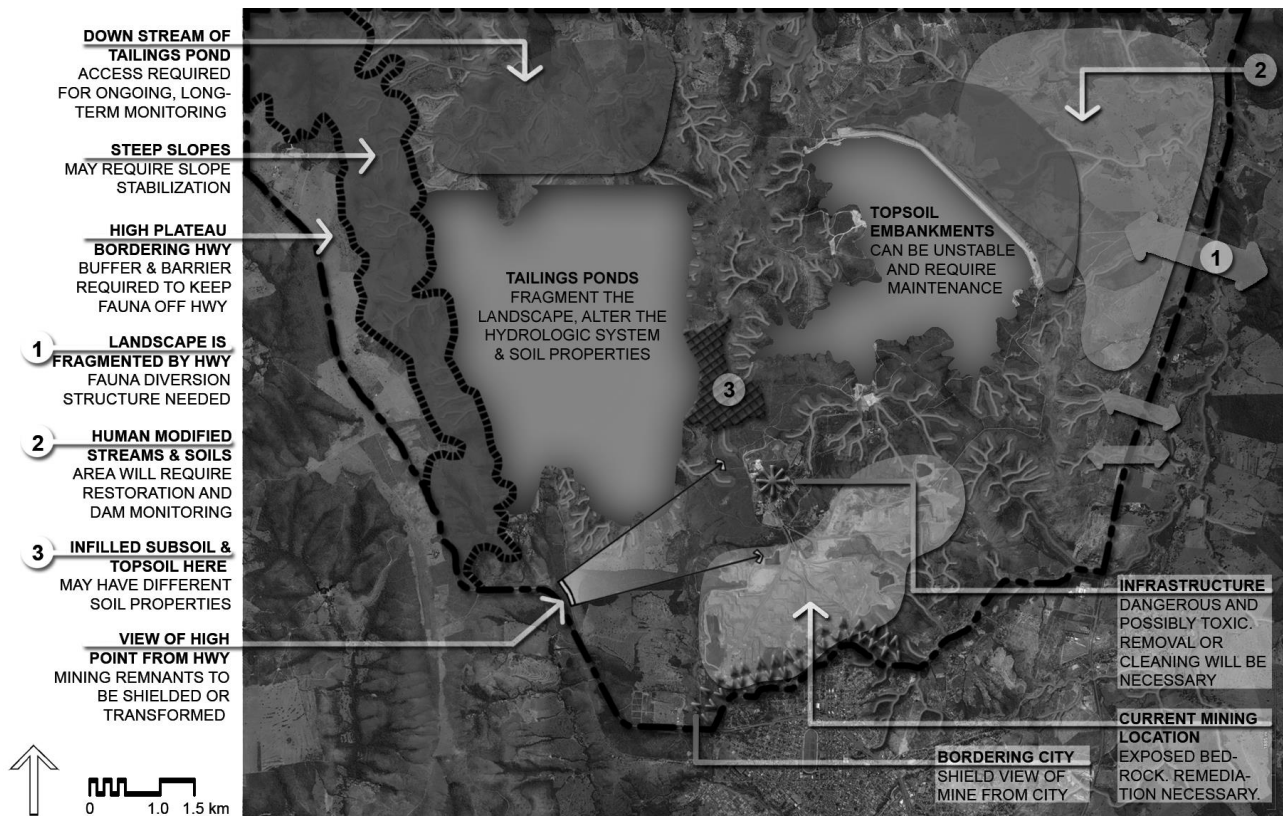 DOWN STREAM OF
TAILINGS POND
ACCESS REQUIRED
FOR ONGOING, LONG-
TERM MONITORING
STEEP SLOPES
MAY REQUIRE SLOPE
STABILIZATION
HIGH PLATEAU
BORDERING HWY
BUFFER & BARRIER
REQUIRED TO KEEP
FAUNA OFF HWY
1 LANDSCAPE IS
FRAGMENTED BY HWY
FAUNA DIVERSION
STRUCTURE NEEDED
2 HUMAN MODIFIED
STREAMS & SOILS
AREA WILL REQUIRE
RESTORATION AND
DAM MONITORING
3 INFILLED SUBSOIL &
TOPSOIL HERE
MAY HAVE DIFFERENT
SOIL PROPERTIES
VIEW OF HIGH
POINT FROM HWY
MINING REMNANTS TO
BE SHIELDED OR
TRANSFORMED
0 1.0 1.5 km
TAILINGS PONDS
FRAGMENT THE
LANDSCAPE, ALTER THE
HYDROLOGIC SYSTEM
& SOIL PROPERTIES
TOPSOIL
EMBANKMENTS
CAN BE UNSTABLE
AND REQUIRE
MAINTENANCE
2
1
3
INFRASTRUCTURE
DANGEROUS AND
POSSIBLY TOXIC.
REMOVAL OR
CLEANING WILL BE
NECESSARY
CURRENT MINING
LOCATION
EXPOSED BED-
ROCK. REMEDIA-
TION NECESSARY.
BORDERING CITY
SHIELD VIEW OF
MINE FROM CITY